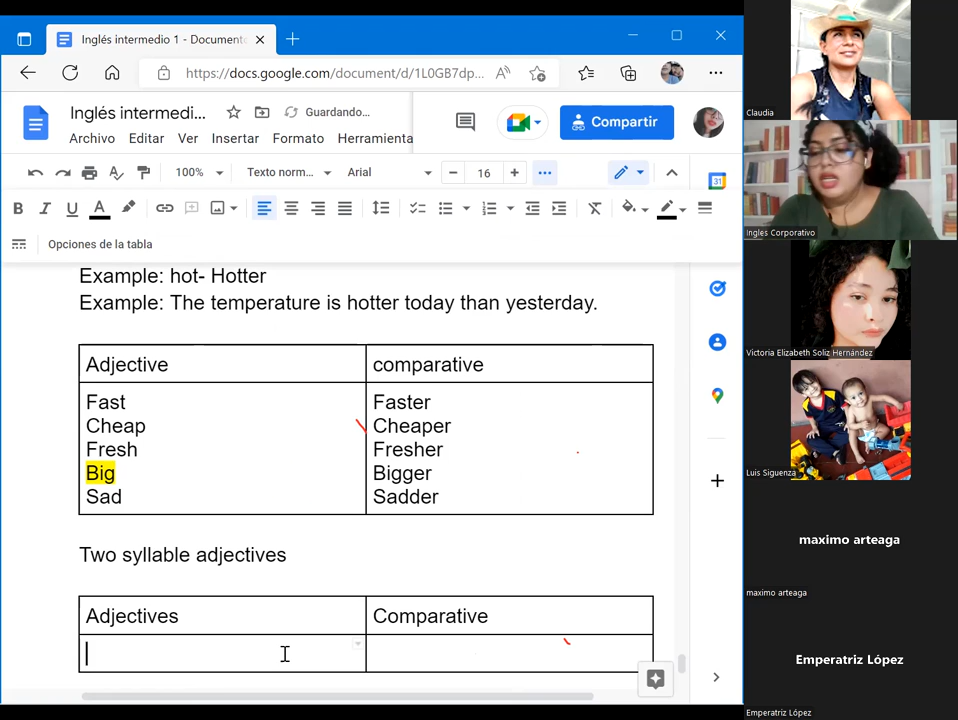 Inglés intermedio 1 - Documento
https://docs.google.com/document/d/1L0GB7dp...
Inglés intermedi...
Guardando...
Archivo Editar Ver Insertar Formato Herramienta
Compartir
100% Texto norm... Arial 16
Opciones de la tabla
Example: hot- Hotter
Example: The temperature is hotter today than yesterday.
Adjective comparative
Fast Faster
Cheap Cheaper
Fresh Fresher
Big Bigger
Sad Sadder
Two syllable adjectives
Adjectives Comparative
Claudia
Ingles Corporativo
Victoria Elizabeth Soliz Hernández
Luis Siguenza
maximo arteaga
maximo arteaga
Emperatriz López
Emperatriz López